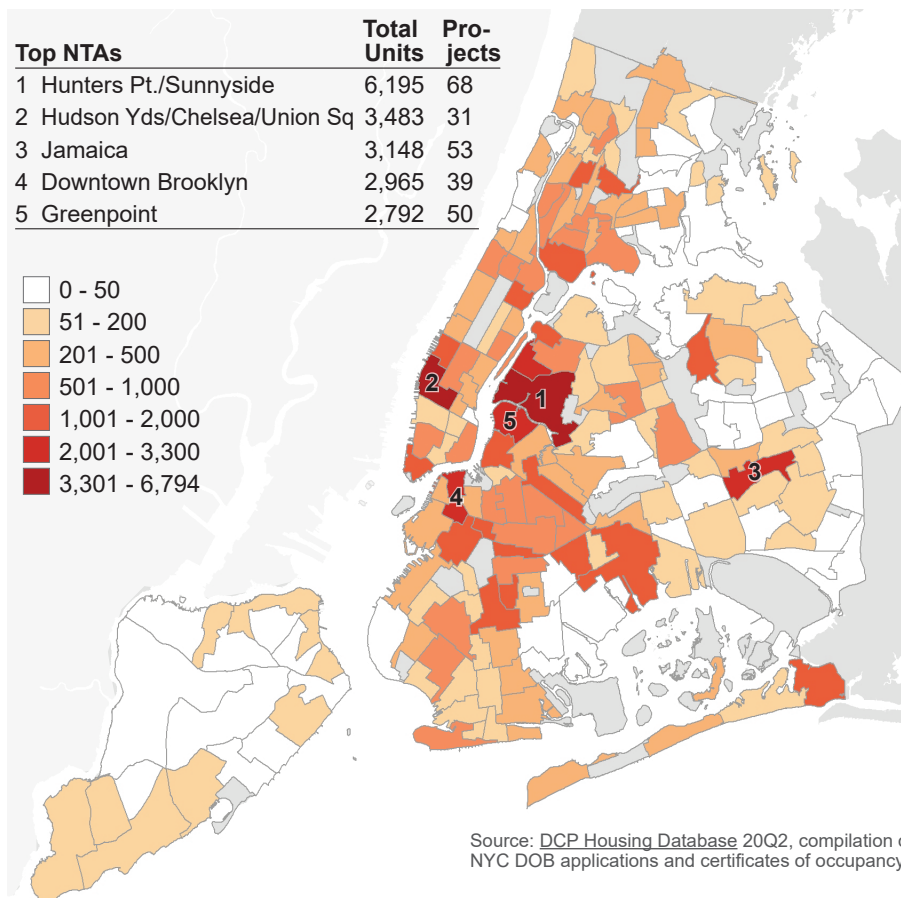 Total Pro-
Top NTAs Units jects
1 Hunters Pt./Sunnyside 6,195 68
2 Hudson Yds/Chelsea/Union Sq 3,483 31
3 Jamaica 3,148 53
4 Downtown Brooklyn 2,965 39
5 Greenpoint 2,792 50
0 - 50
51 - 200
201 - 500
501 - 1,000
1,001 - 2,000
2,001 - 3,300
3,301 - 6,794
2
1
5
3
4
Source: DCP Housing Database 20Q2, compilation
NYC DOB applications and certificates of occupancy